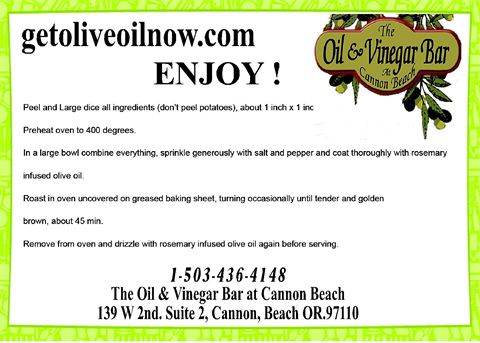 getoliveoilnow.com
ENJOY !
The
Oil & Vinegar Bar
At
Cannon Beach
Peel and Large dice all ingredients (don't peel potatoes), about 1 inch x 1 inc
Preheat oven to 400 degrees.
In a large bowl combine everything, sprinkle generously with salt and pepper and coat thoroughly with rosemary
infused olive oil.
Roast in oven uncovered on greased baking sheet, turning occasionally until tender and golden
brown, about 45 min.
Remove from oven and drizzle with rosemary infused olive oil again before serving.
1-503-436-4148
The Oil & Vinegar Bar at Cannon Beach
139 W 2nd. Suite 2, Cannon, Beach OR.97110